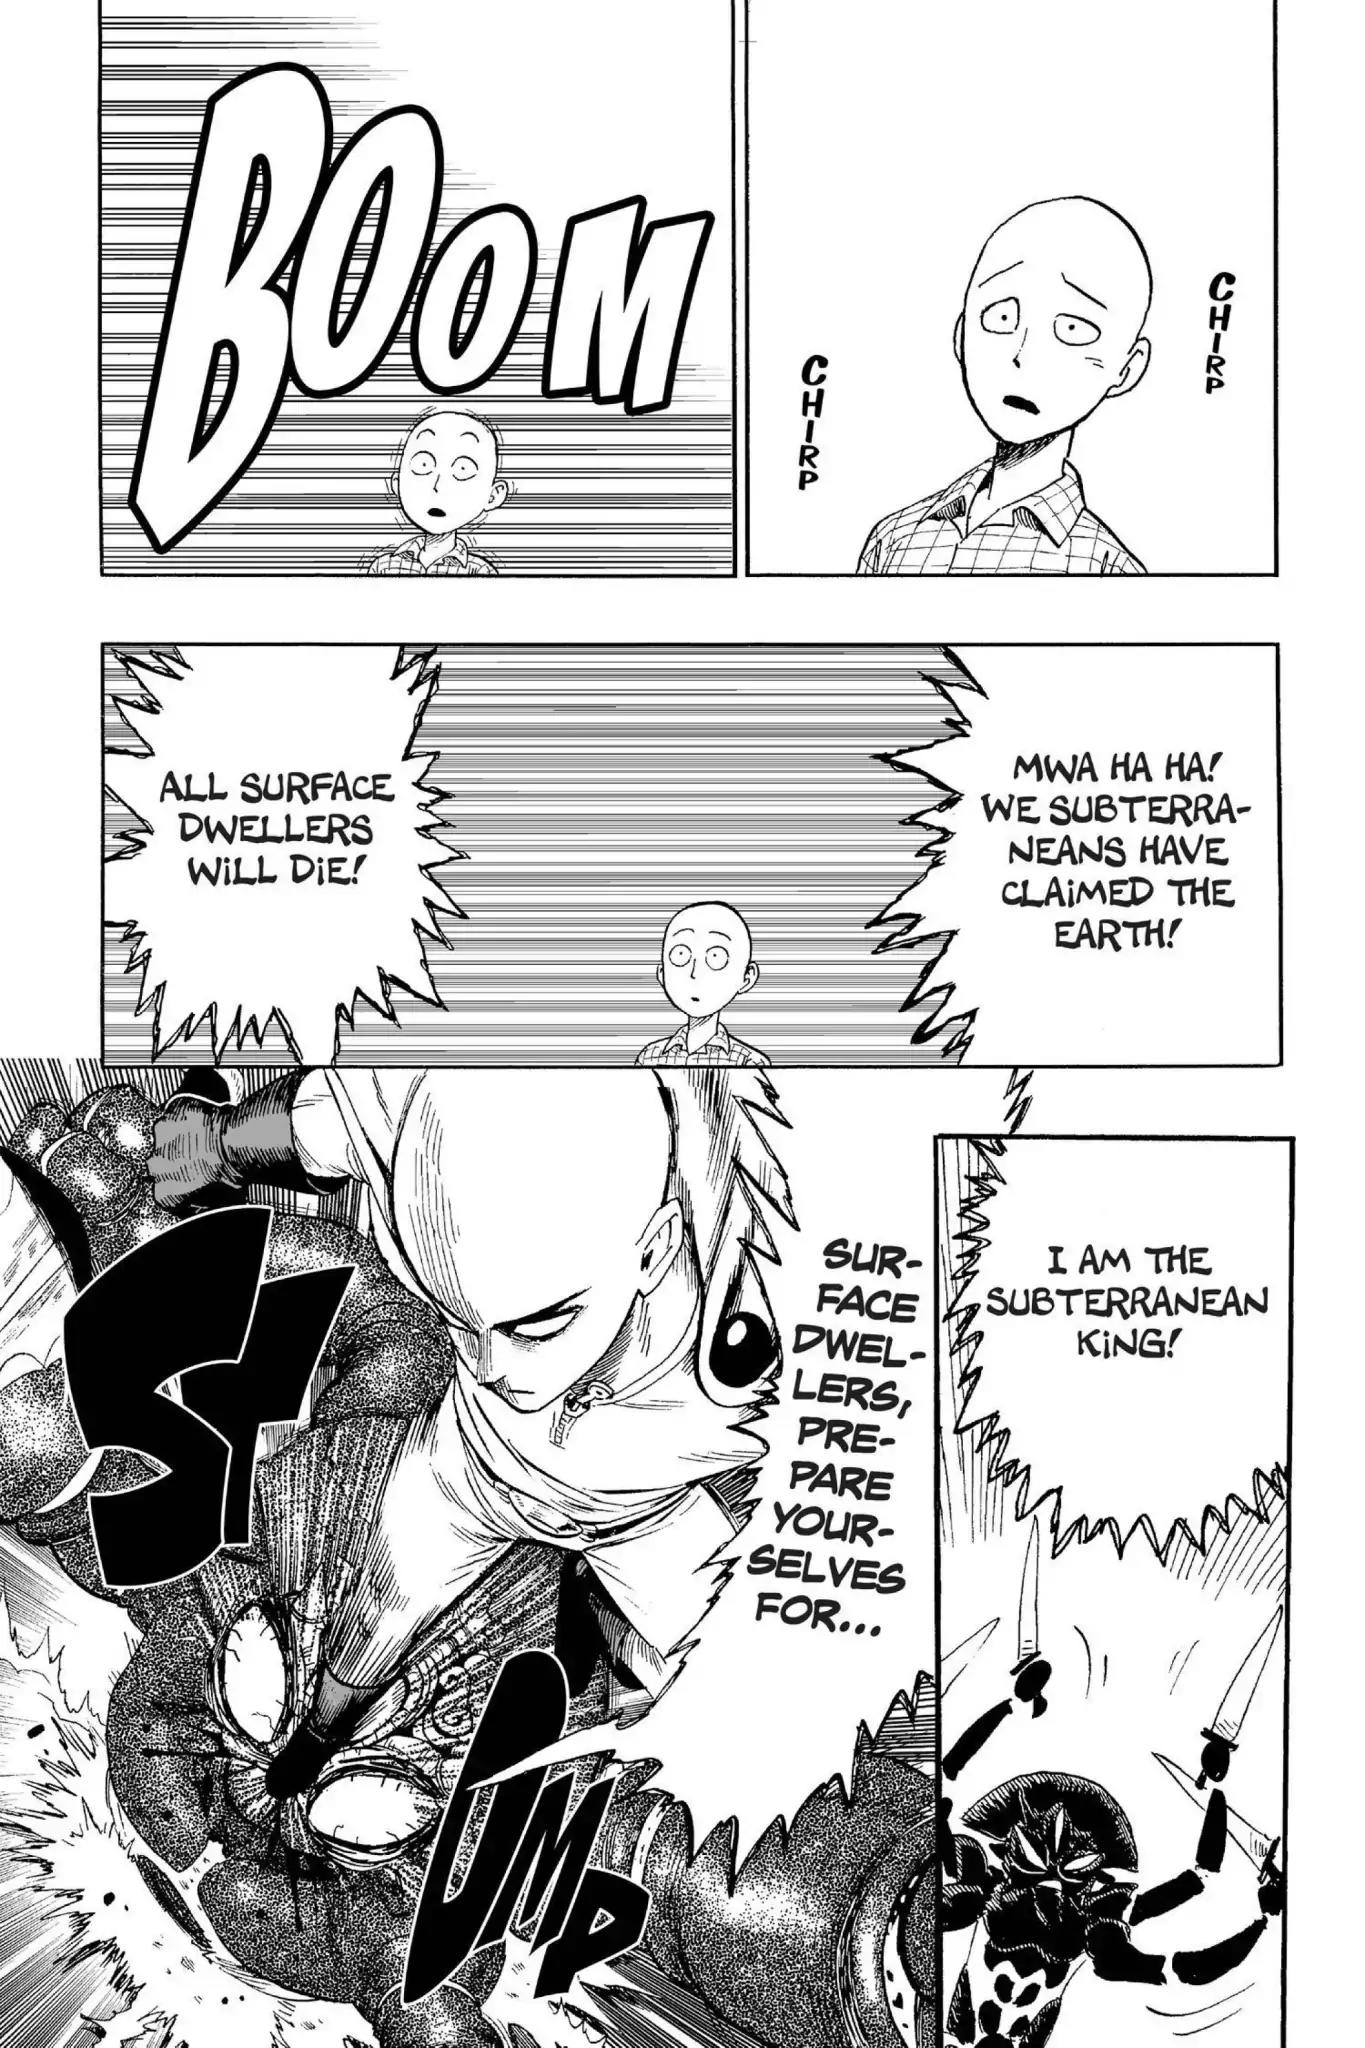 CHIRP
CHIRP
BOOM
MWA HA HA!
WE SUBTERRA-
NEANS HAVE
CLAIMED THE
EARTH!
ALL SURFACE
DWELLERS
WILL DIE!
I AM THE
SUBTERRANEAN
KING!
SUR-
FACE
DWEL-
LERS,
PRE-
PARE
YOUR-
SELVES
FOR...
ST
UMP